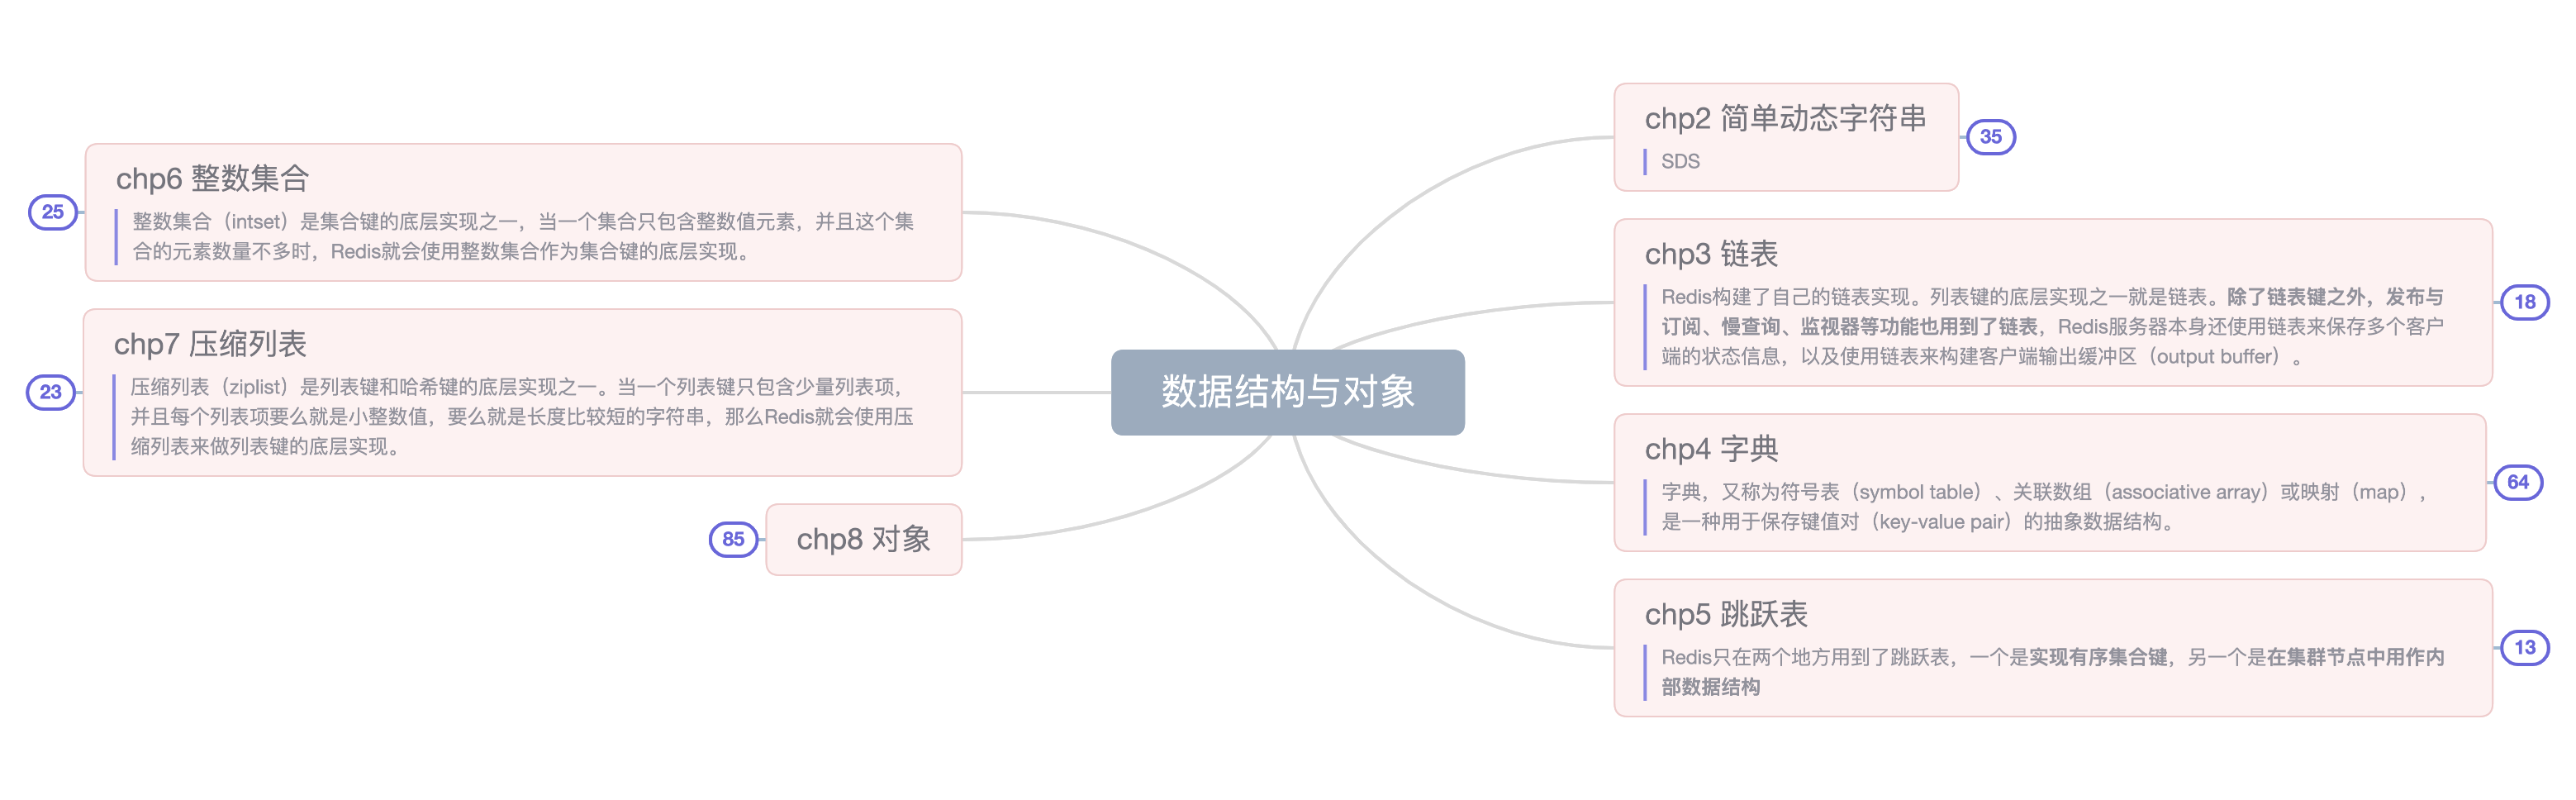 数据结构与对象
chp2 简单动态字符串
SDS
35
chp3 链表
Redis构建了自己的链表实现。列表键的底层实现之一就是链表。除了链表键之外，发布与
订阅、慢查询、监视器等功能也用到了链表，Redis服务器本身还使用链表来保存多个客户
端的状态信息，以及使用链表来构建客户端输出缓冲区（output buffer）。
18
chp4 字典
字典，又称为符号表（symbol table）、关联数组（associative array）或映射（map），
是一种用于保存键值对（key-value pair）的抽象数据结构。
64
chp5 跳跃表
Redis只在两个地方用到了跳跃表，一个是实现有序集合键，另一个是在集群节点中用作内
部数据结构
13
chp6 整数集合
整数集合（intset）是集合键的底层实现之一，当一个集合只包含整数值元素，并且这个集
合的元素数量不多时，Redis就会使用整数集合作为集合键的底层实现。
25
chp7 压缩列表
压缩列表（ziplist）是列表键和哈希键的底层实现之一。当一个列表键只包含少量列表项，
并且每个列表项要么就是小整数值，要么就是长度比较短的字符串，那么Redis就会使用压
缩列表来做列表键的底层实现。
23
chp8 对象
85